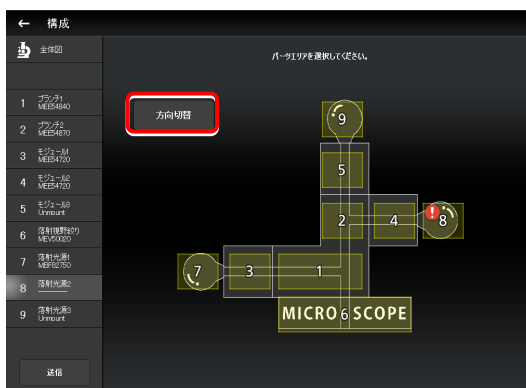 ← 構成
全体図
パーツエリアを選択してください。
1 ブランチ1
MEE54840
2 ブランチ2
MEE54870
3 モジュール1
MEE54720
4 モジュール2
MEE54720
5 モジュール3
Unmount
6 落射視野絞り
MEV50020
7 落射光源1
MBF82750
8 落射光源2
9 落射光源3
Unmount
送信
方向切替
9
5
2
4
8
7
3
1
MICRO 6 SCOPE